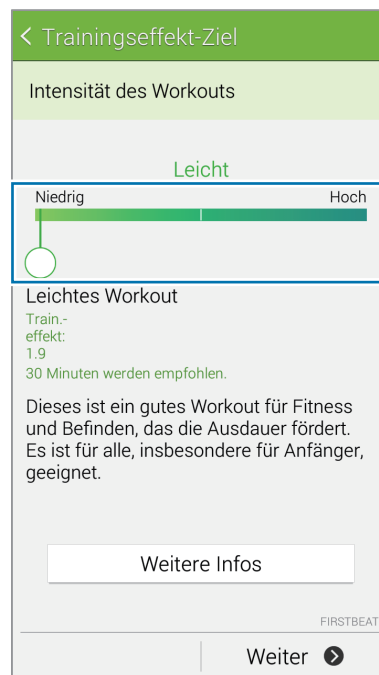 Trainingseffekt-Ziel
Intensität des Workouts
Leicht
Niedrig Hoch
Leichtes Workout
Train.-
effekt:
1.9
30 Minuten werden empfohlen.
Dieses ist ein gutes Workout für Fitness
und Befinden, das die Ausdauer fördert.
Es ist für alle, insbesondere für Anfänger,
geeignet.
Weitere Infos
FIRSTBEAT
Weiter